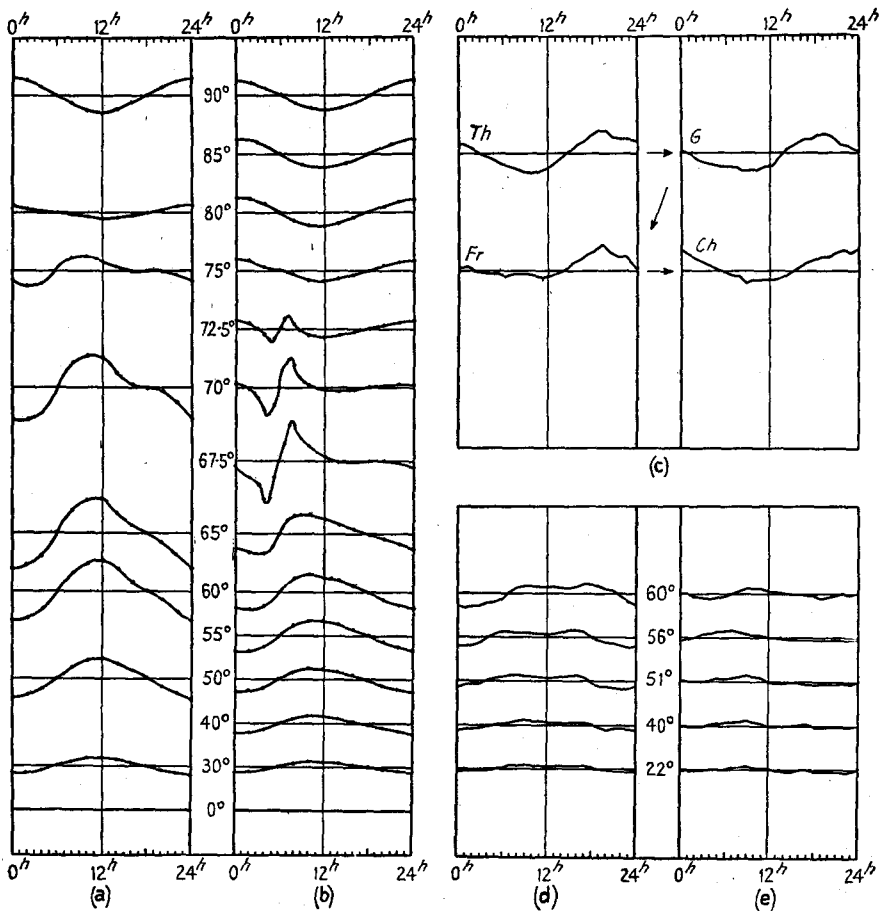 0h 12h 24h 0h 12h 24h 0h 12h 24h 0h 12h 24h
90°
85°
80°
75°
72·5°
70°
67·5°
65°
60°
55°
50°
40°
30°
0°
0h 12h 24h 0h 12h 24h
(a) (b)
Th G
Fr Ch
(c)
60°
56°
51°
40°
22°
0h 12h 24h 0h 12h 24h
(d) (e)